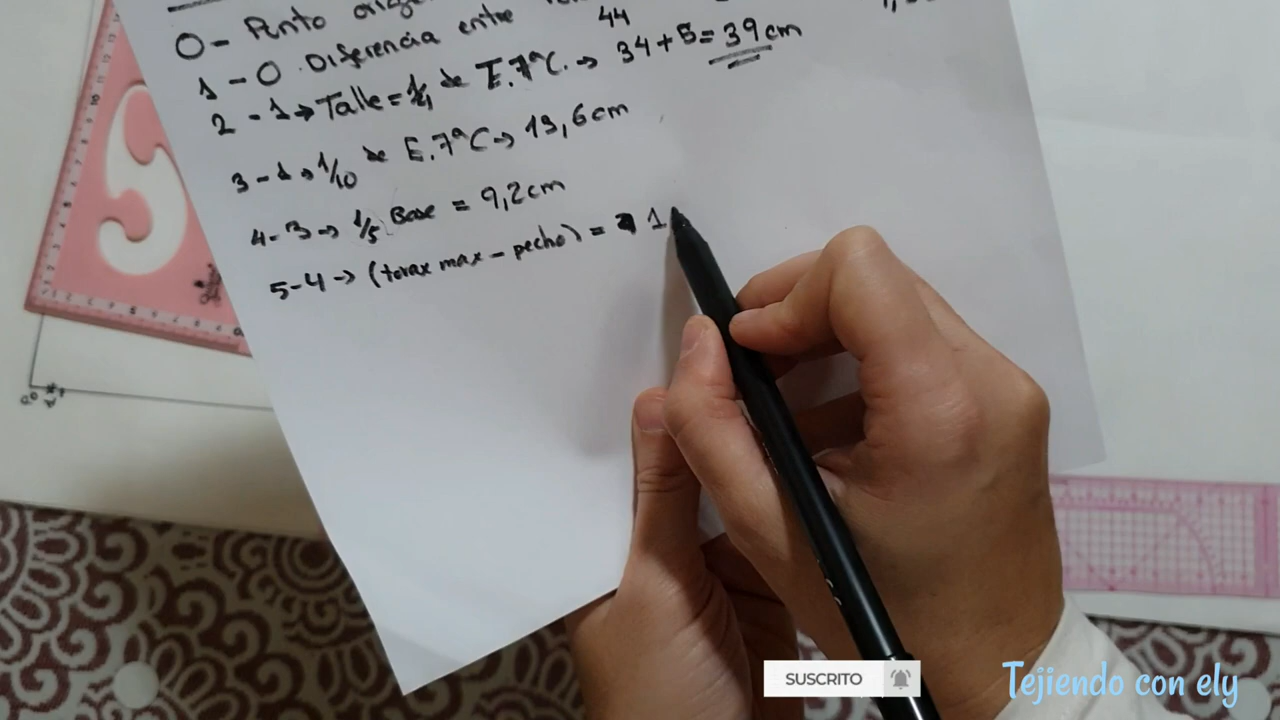 0- Punto
1 - 0 Diferencia entre
44
2 - 1 → Talle = 1/4 de E.7ªC. → 34 + 5 = 39 cm
3 - 1 → 1/10 de E.7ªC → 13,6 cm
4 - 3 → 1/5 Base = 9,2 cm
5-4 → (torax max - pecho) = 1
SUSCRITO
Tejiendo con ely